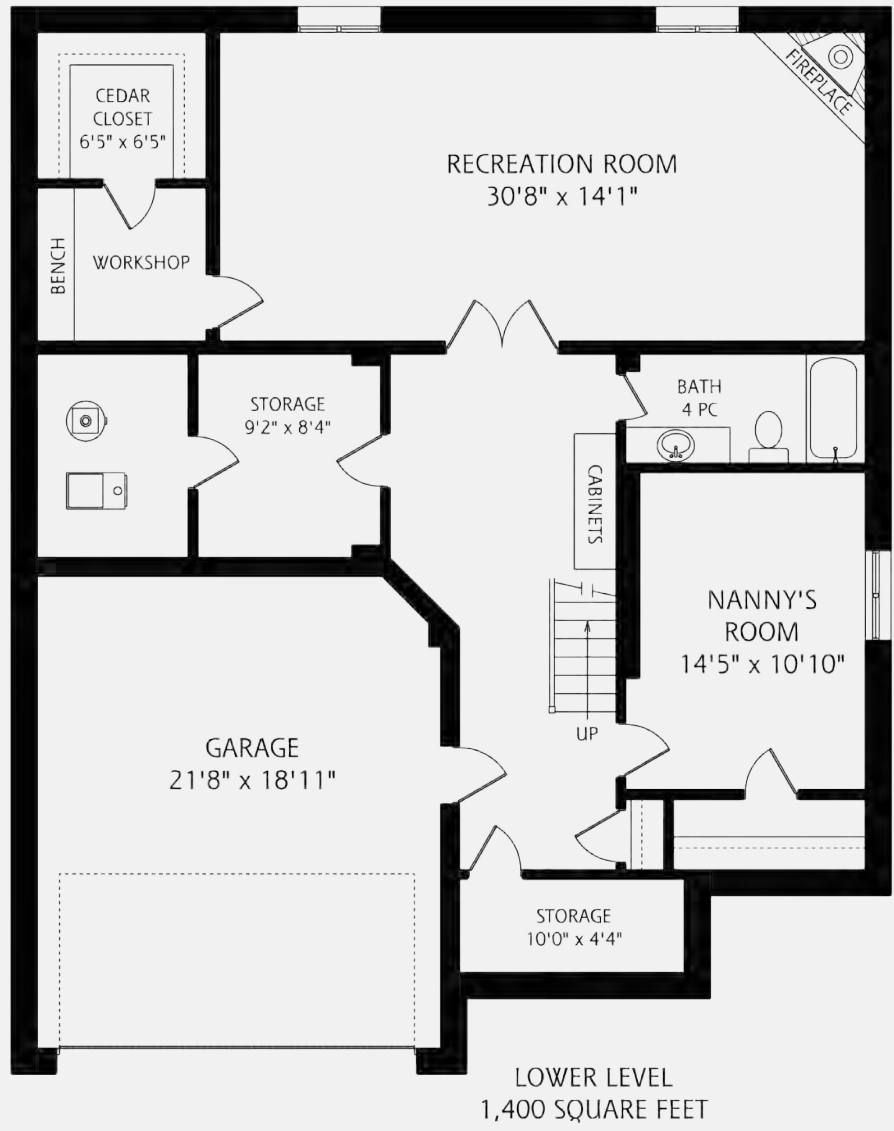 CEDAR
CLOSET
6'5" x 6'5"
RECREATION ROOM
30'8" x 14'1"
FIREPLACE
BENCH
WORKSHOP
STORAGE
9'2" x 8'4"
BATH
4 PC
CABINETS
NANNY'S
ROOM
14'5" x 10'10"
UP
GARAGE
21'8" x 18'11"
STORAGE
10'0" x 4'4"
LOWER LEVEL
1,400 SQUARE FEET